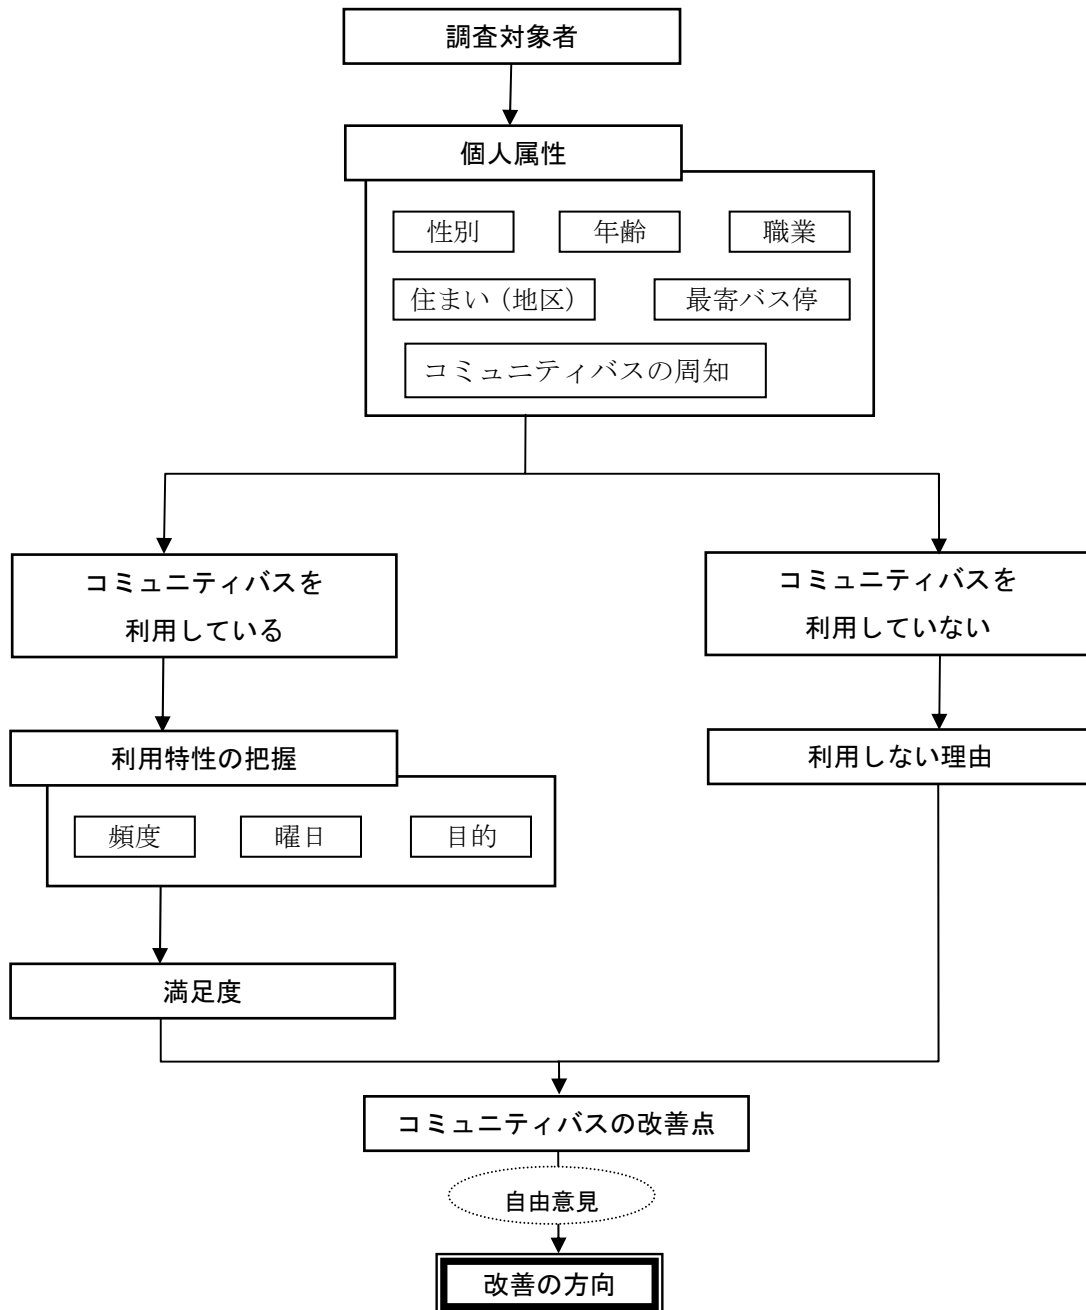 調査対象者
個人属性
性別
年齢
職業
住まい（地区）
最寄バス停
コミュニティバスの周知
コミュニティバスを
利用している
コミュニティバスを
利用していない
利用特性の把握
利用しない理由
頻度
曜日
目的
満足度
コミュニティバスの改善点
自由意見
改善の方向